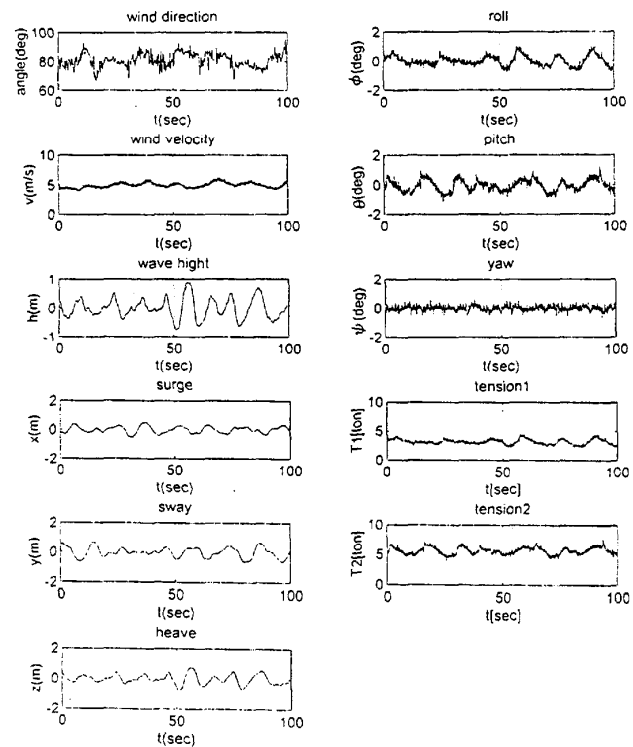 wind direction
angle(deg)
100
80
60
0
50
100
t(sec)
wind velocity
v(m/s)
10
5
0
0
50
100
t(sec)
wave hight
h(m)
1
0
-1
0
50
100
t(sec)
surge
x(m)
2
0
-2
0
50
100
t(sec)
sway
y(m)
2
0
-2
0
50
100
t(sec)
heave
z(m)
2
0
-2
0
50
100
t(sec)
roll
ϕ(deg)
2
0
-2
0
50
100
t(sec)
pitch
θ(deg)
2
0
-2
0
50
100
t(sec)
yaw
ψ(deg)
2
0
-2
0
50
100
t(sec)
tension1
T1[ton]
10
5
0
0
50
100
t[sec]
tension2
T2[ton]
10
5
0
0
50
100
t[sec]